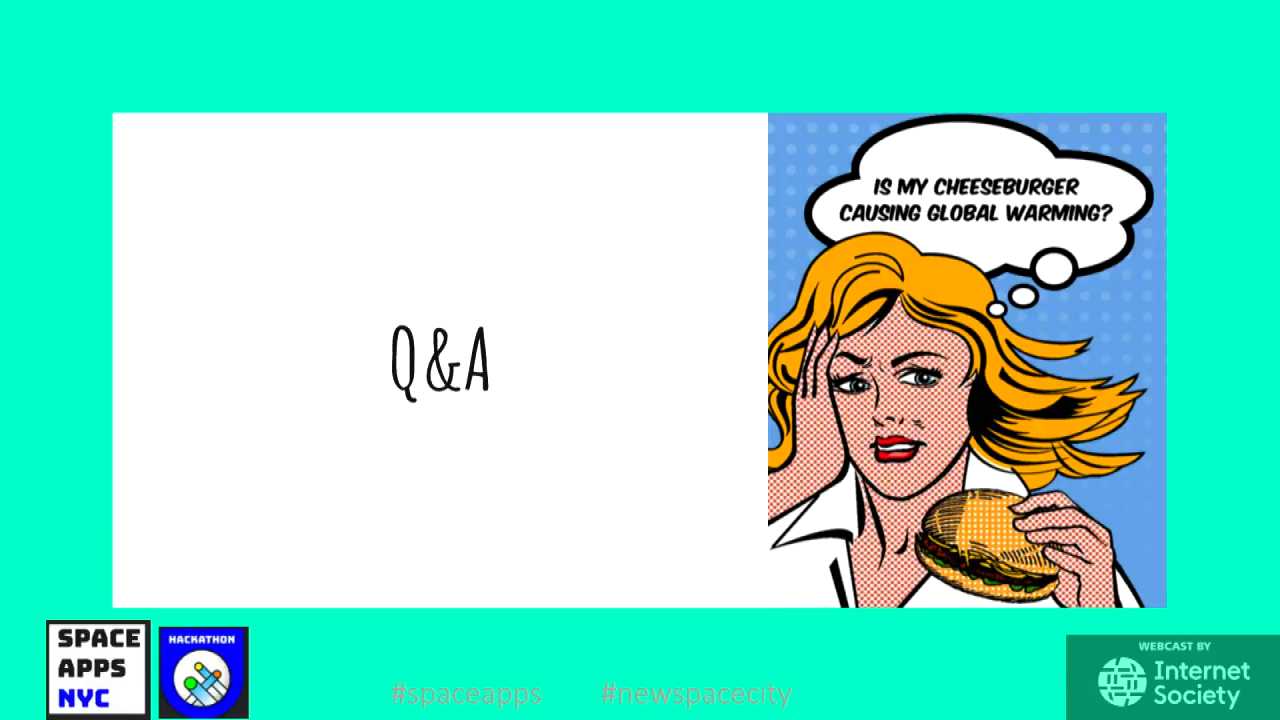 Q&A
IS MY CHEESEBURGER
CAUSING GLOBAL WARMING?
SPACE
APPS
NYC
HACKATHON
#spaceapps #newspacecity
WEBCAST BY
Internet
Society